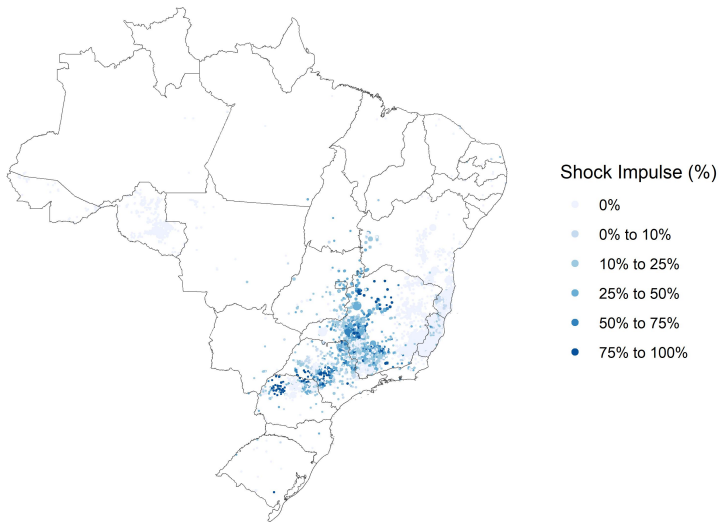 Shock Impulse (%)
0%
0% to 10%
10% to 25%
25% to 50%
50% to 75%
75% to 100%